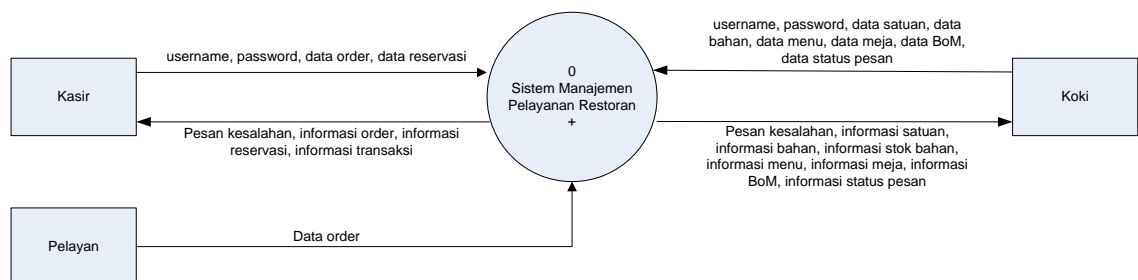 username, password, data order, data reservasi
Kasir
Pesan kesalahan, informasi order, informasi
reservasi, informasi transaksi
0
Sistem Manajemen
Pelayanan Restoran
+
username, password, data satuan, data
bahan, data menu, data meja, data BoM,
data status pesan
Koki
Pesan kesalahan, informasi satuan,
informasi bahan, informasi stok bahan,
informasi menu, informasi meja, informasi
BoM, informasi status pesan
Pelayan
Data order